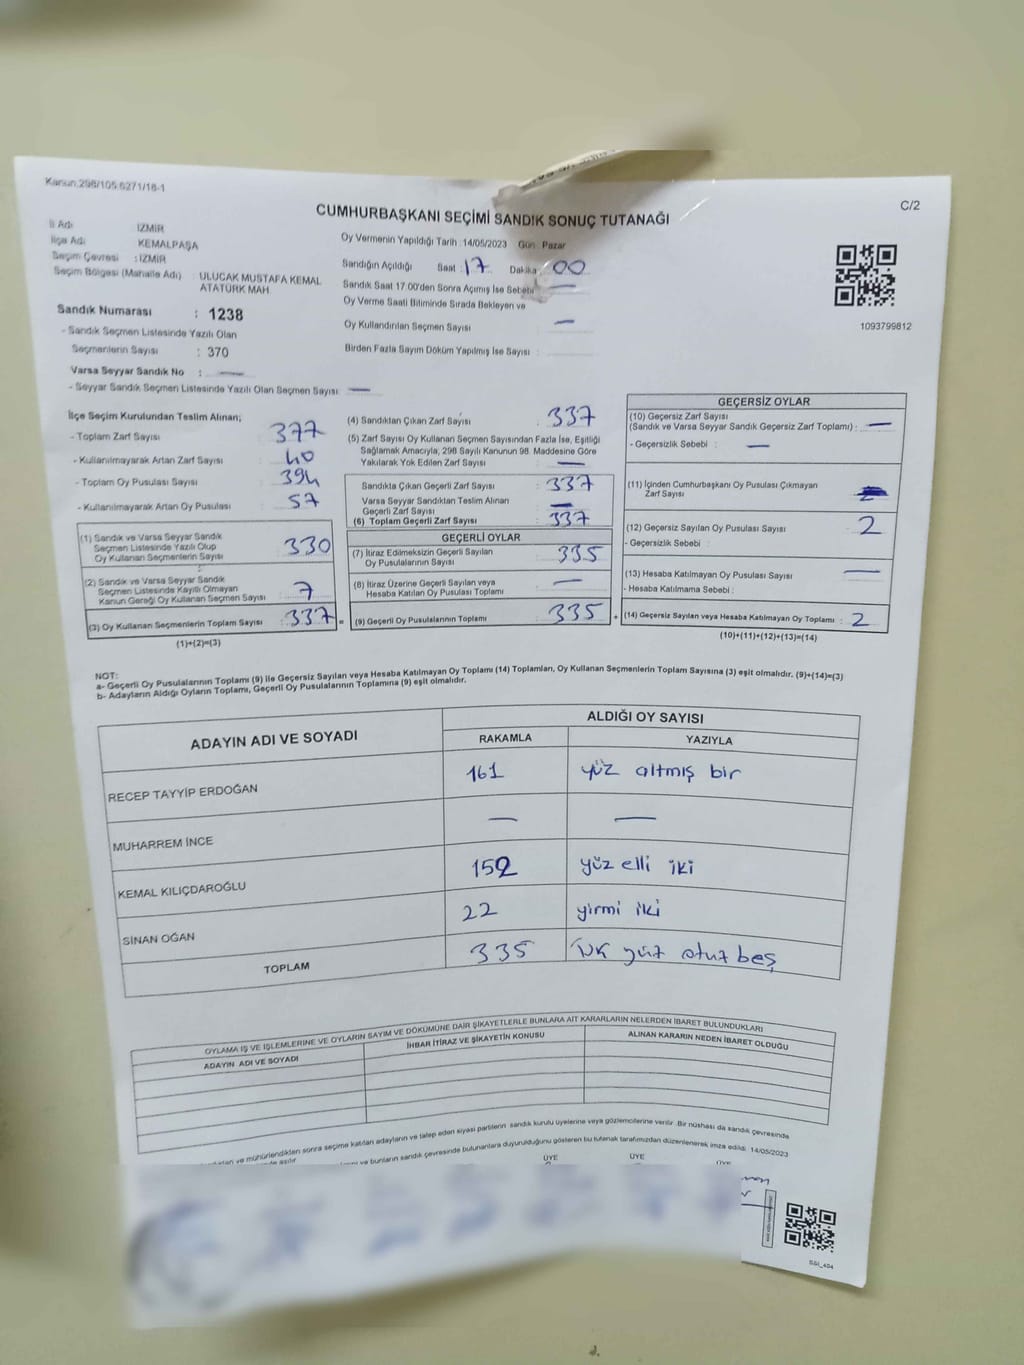 Kanun.298/105.6271/18-1
C/2
CUMHURBAŞKANI SEÇİMİ SANDIK SONUÇ TUTANAĞI
İl Adı : İZMİR
İlçe Adı : KEMALPAŞA
Seçim Çevresi : İZMİR
Seçim Bölgesi (Mahalle Adı) : ULUCAK MUSTAFA KEMAL
ATATÜRK MAH.
Sandık Numarası : 1238
- Sandık Seçmen Listesinde Yazılı Olan
Seçmenlerin Sayısı : 370
Varsa Seyyar Sandık No : —
- Seyyar Sandık Seçmen Listesinde Yazılı Olan Seçmen Sayısı —
Oy Vermenin Yapıldığı Tarih : 14/05/2023 Gün : Pazar
Sandığın Açıldığı Saat : 17 Dakika : 00
Sandık Saat 17.00'den Sonra Açımış İse Sebebi —
Oy Verme Saati Bitiminde Sırada Bekleyen ve
Oy Kullandırılan Seçmen Sayısı —
Birden Fazla Sayım Döküm Yapılmış İse Sayısı :
1093799812
İlçe Seçim Kurulundan Teslim Alınan;
- Toplam Zarf Sayısı : 377
- Kullanılmayarak Artan Zarf Sayısı : 40
- Toplam Oy Pusulası Sayısı : 394
- Kullanılmayarak Artan Oy Pusulası : 57
(1) Sandık ve Varsa Seyyar Sandık
Seçmen Listesinde Yazılı Olup
Oy Kullanan Seçmenlerin Sayısı : 330
(2) Sandık ve Varsa Seyyar Sandık
Seçmen Listesinde Kayıtlı Olmayan
Kanun Gereği Oy Kullanan Seçmen Sayısı : 7
(3) Oy Kullanan Seçmenlerin Toplam Sayısı : 337 =
(1)+(2)=(3)
(4) Sandıktan Çıkan Zarf Sayısı : 337
(5) Zarf Sayısı Oy Kullanan Seçmen Sayısından Fazla İse, Eşitliği
Sağlamak Amacıyla, 298 Sayılı Kanunun 98. Maddesine Göre
Yakılarak Yok Edilen Zarf Sayısı : —
Sandıkta Çıkan Geçerli Zarf Sayısı : 337
Varsa Seyyar Sandıktan Teslim Alınan
Geçerli Zarf Sayısı : —
(6) Toplam Geçerli Zarf Sayısı : 337
GEÇERLİ OYLAR
(7) İtiraz Edilmeksizin Geçerli Sayılan
Oy Pusulalarının Sayısı : 335
(8) İtiraz Üzerine Geçerli Sayılan veya
Hesaba Katılan Oy Pusulası Toplamı : —
(9) Geçerli Oy Pusulalarının Toplamı : 335 +
GEÇERSİZ OYLAR
(10) Geçersiz Zarf Sayısı
(Sandık ve Varsa Seyyar Sandık Geçersiz Zarf Toplamı) : —
- Geçersizlik Sebebi : —
(11) İçinden Cumhurbaşkanı Oy Pusulası Çıkmayan
Zarf Sayısı
(12) Geçersiz Sayılan Oy Pusulası Sayısı : 2
- Geçersizlik Sebebi :
(13) Hesaba Katılmayan Oy Pusulası Sayısı : —
- Hesaba Katılmama Sebebi :
(14) Geçersiz Sayılan veya Hesaba Katılmayan Oy Toplamı : 2
(10)+(11)+(12)+(13)=(14)
NOT:
a- Geçerli Oy Pusulalarının Toplamı (9) ile Geçersiz Sayılan veya Hesaba Katılmayan Oy Toplamı (14) Toplamları, Oy Kullanan Seçmenlerin Toplam Sayısına (3) eşit olmalıdır. (9)+(14)=(3)
b- Adayların Aldığı Oyların Toplamı, Geçerli Oy Pusulalarının Toplamına (9) eşit olmalıdır.
ADAYIN ADI VE SOYADI
ALDIĞI OY SAYISI
RAKAMLA YAZIYLA
RECEP TAYYİP ERDOĞAN 161 yüz altmış bir
MUHARREM İNCE — —
KEMAL KILIÇDAROĞLU 152 yüz elli iki
SİNAN OĞAN 22 yirmi iki
TOPLAM 335 üç yüz otuz beş
OYLAMA İŞ VE İŞLEMLERİNE VE OYLARIN SAYIM VE DÖKÜMÜNE DAİR ŞİKAYETLERLE BUNLARA AİT KARARLARIN NELERDEN İBARET BULUNDUKLARI
ADAYIN ADI VE SOYADI
İHBAR İTİRAZ VE ŞİKAYETİN KONUSU
ALINAN KARARIN NEDEN İBARET OLDUĞU
ve mühürlendikten sonra seçime katılan adayların ve talep eden siyasi partilerin sandık kurulu üyelerine veya gözlemcilerine verilir. Bir nüshası da sandık çevresinde
ve bunların sandık çevresinde bulunanlara duyurulduğunu gösteren bu tutanak tarafımızdan düzenlenerek imza edildi. 14/05/2023
ÜYE ÜYE ÜYE